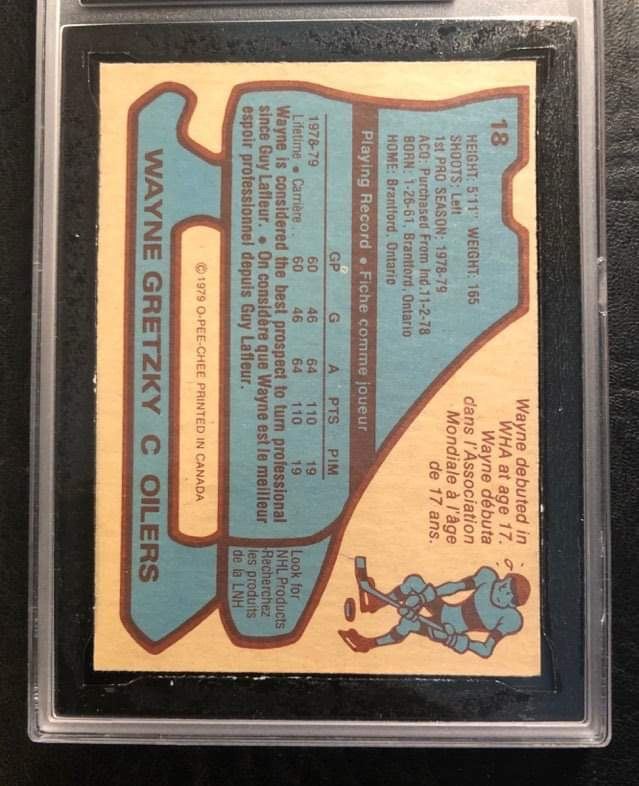 18
HEIGHT: 5'11" WEIGHT: 165
SHOOTS: Left
1st PRO SEASON: 1978-79
ACQ: Purchased From Ind. 11-2-78
BORN: 1-26-61, Brantford, Ontario
HOME: Brantford, Ontario
Wayne debuted in
WHA at age 17.
Wayne débuta
dans l'Association
Mondiale à l'âge
de 17 ans.
Playing Record • Fiche comme joueur
GP G A PTS PIM
1978-79 60 46 64 110 19
Lifetime • Carrière 60 46 64 110 19
Wayne is considered the best prospect to turn professional
since Guy Lafleur. • On considère que Wayne est le meilleur
espoir professionnel depuis Guy Lafleur.
Look for
NHL Products
Recherchez
les produits
de la LNH
© 1979 O-PEE-CHEE PRINTED IN CANADA
WAYNE GRETZKY C OILERS